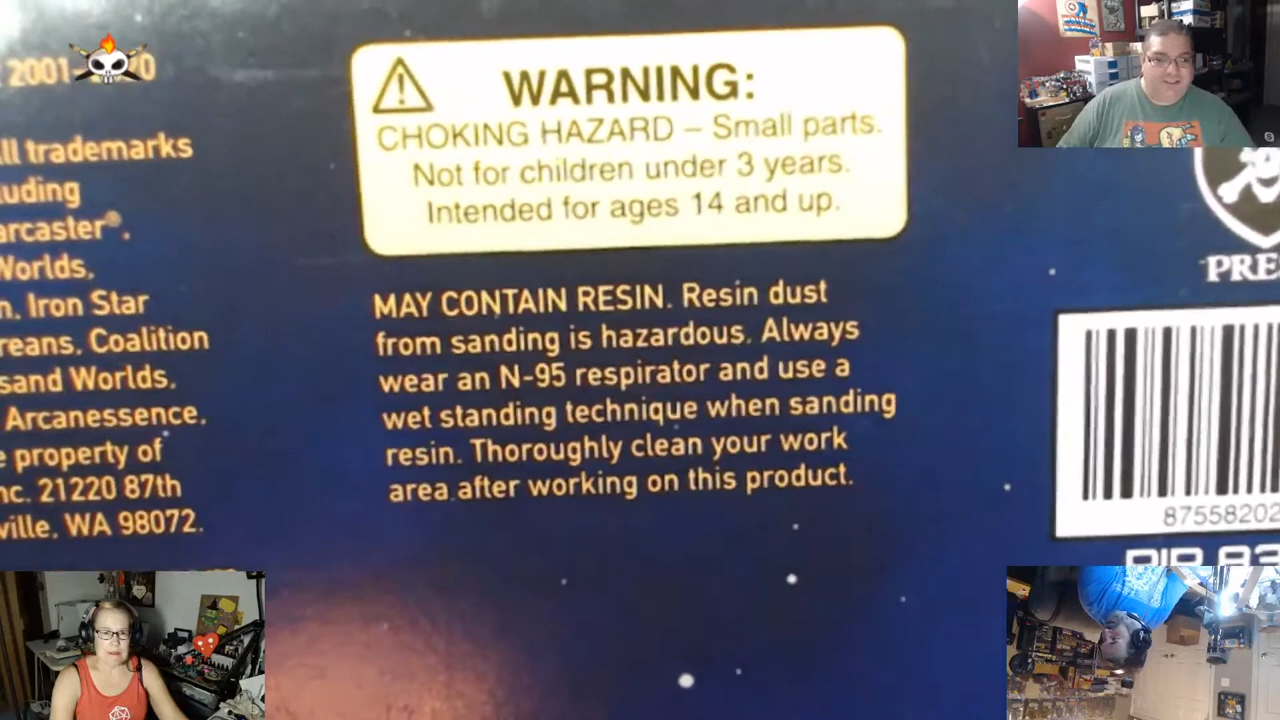 2001-
ll trademarks
luding
arcaster®,
Worlds,
n, Iron Star
reans, Coalition
sand Worlds,
Arcanessence,
e property of
nc. 21220 87th
ville, WA 98072.
WARNING:
CHOKING HAZARD – Small parts.
Not for children under 3 years.
Intended for ages 14 and up.
MAY CONTAIN RESIN. Resin dust
from sanding is hazardous. Always
wear an N-95 respirator and use a
wet standing technique when sanding
resin. Thoroughly clean your work
area after working on this product.
PRE
87558202
PIP 83